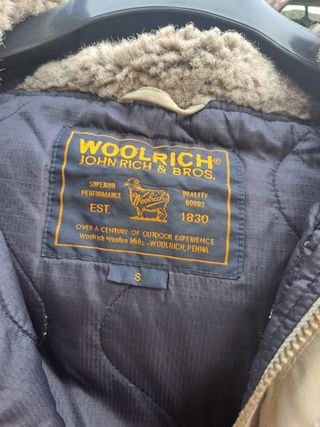 WOOLRICH®
JOHN RICH & BROS.
SUPERIOR QUALITY
PERFORMANCE GOODS
Woolrich
EST. 1830
OVER A CENTURY OF OUTDOOR EXPERIENCE
Woolrich Woolen Mills - WOOLRICH, PENNA
S